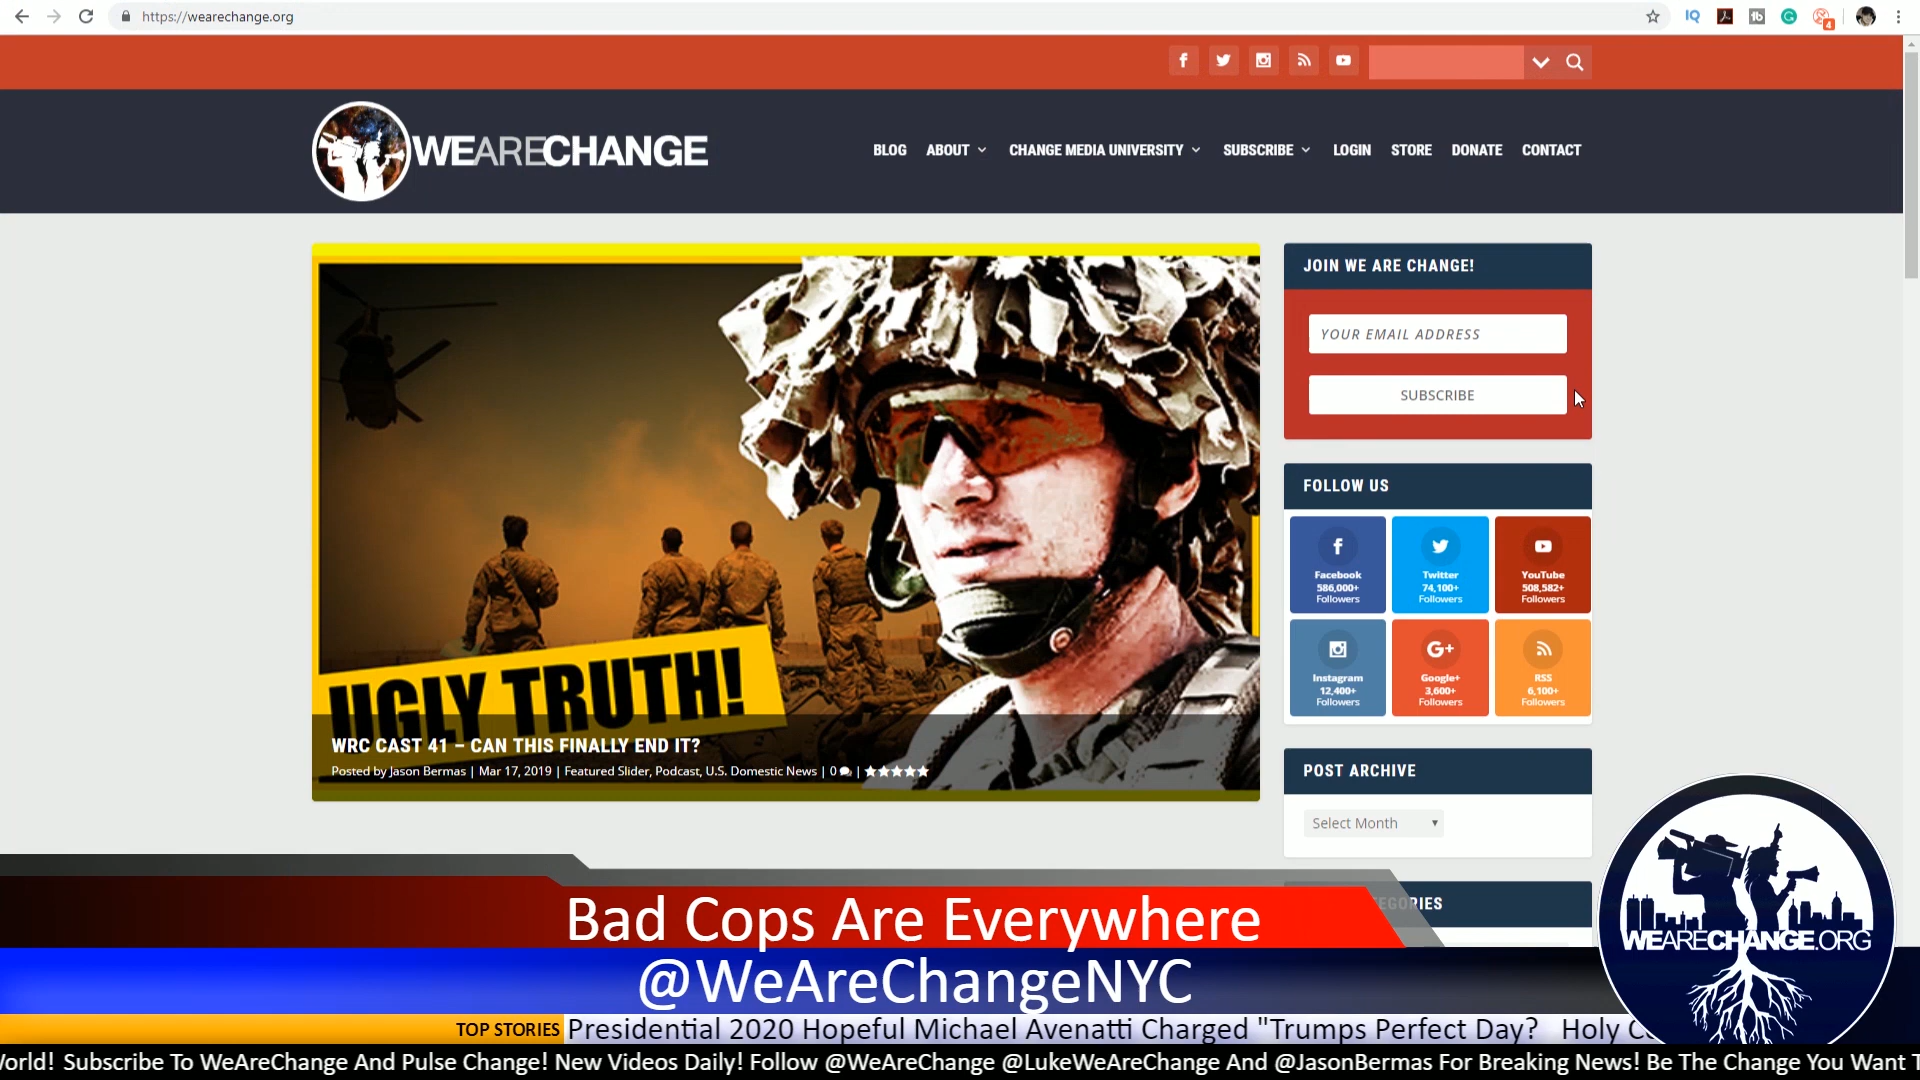 https://wearechange.org
WEARECHANGE
BLOG ABOUT CHANGE MEDIA UNIVERSITY SUBSCRIBE LOGIN STORE DONATE CONTACT
UGLY TRUTH!
WRC CAST 41 – CAN THIS FINALLY END IT?
Posted by Jason Bermas | Mar 17, 2019 | Featured Slider, Podcast, U.S. Domestic News | 0 |
JOIN WE ARE CHANGE!
YOUR EMAIL ADDRESS
SUBSCRIBE
FOLLOW US
Facebook
586,000+
Followers
Twitter
74,100+
Followers
YouTube
508,582+
Followers
Instagram
12,400+
Followers
G+
Google+
3,600+
Followers
RSS
6,100+
Followers
POST ARCHIVE
Select Month
EGORIES
WEARECHANGE.ORG
Bad Cops Are Everywhere
@WeAreChangeNYC
TOP STORIES Presidential 2020 Hopeful Michael Avenatti Charged "Trumps Perfect Day? Holy
World! Subscribe To WeAreChange And Pulse Change! New Videos Daily! Follow @WeAreChange @LukeWeAreChange And @JasonBermas For Breaking News! Be The Change You Want